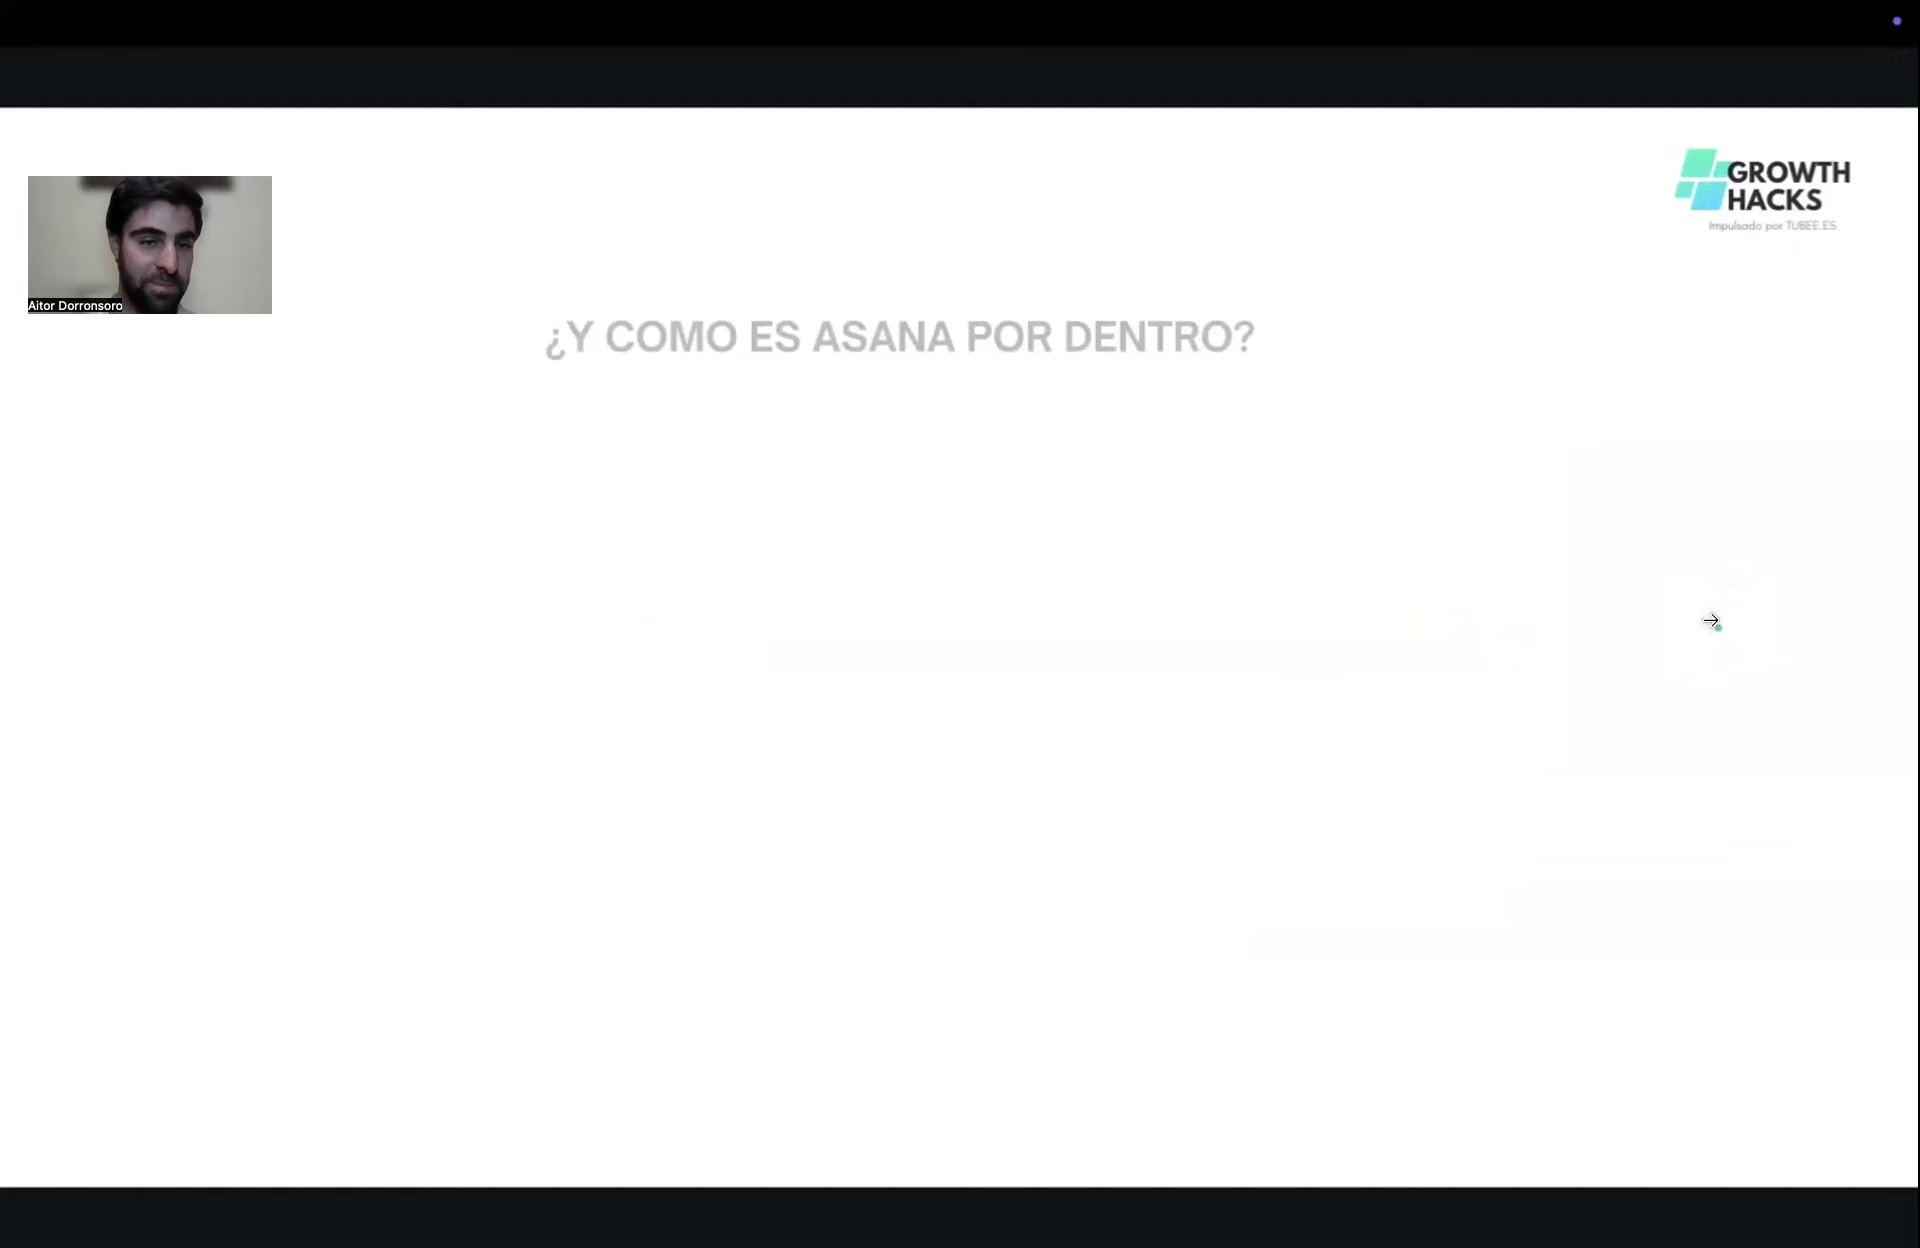 GROWTH
HACKS
Impulsado por TUBEE.ES
Aitor Dorronsoro
¿Y COMO ES ASANA POR DENTRO?